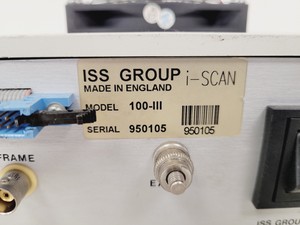 ISS GROUP i-SCAN
MADE IN ENGLAND
MODEL 100-III
SERIAL 950105
950105
FRAME
ISS GROUP